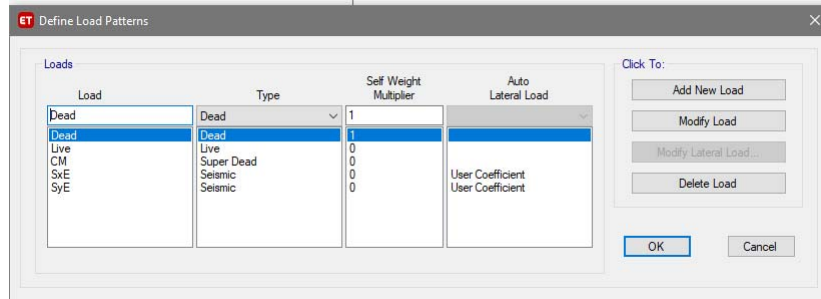 ET Define Load Patterns
Loads
Click To:
Load Type Self Weight Multiplier Auto Lateral Load
Dead Dead 1
Dead Dead 1
Live Live 0
CM Super Dead 0
SxE Seismic 0 User Coefficient
SyE Seismic 0 User Coefficient
Add New Load
Modify Load
Modify Lateral Load...
Delete Load
OK Cancel